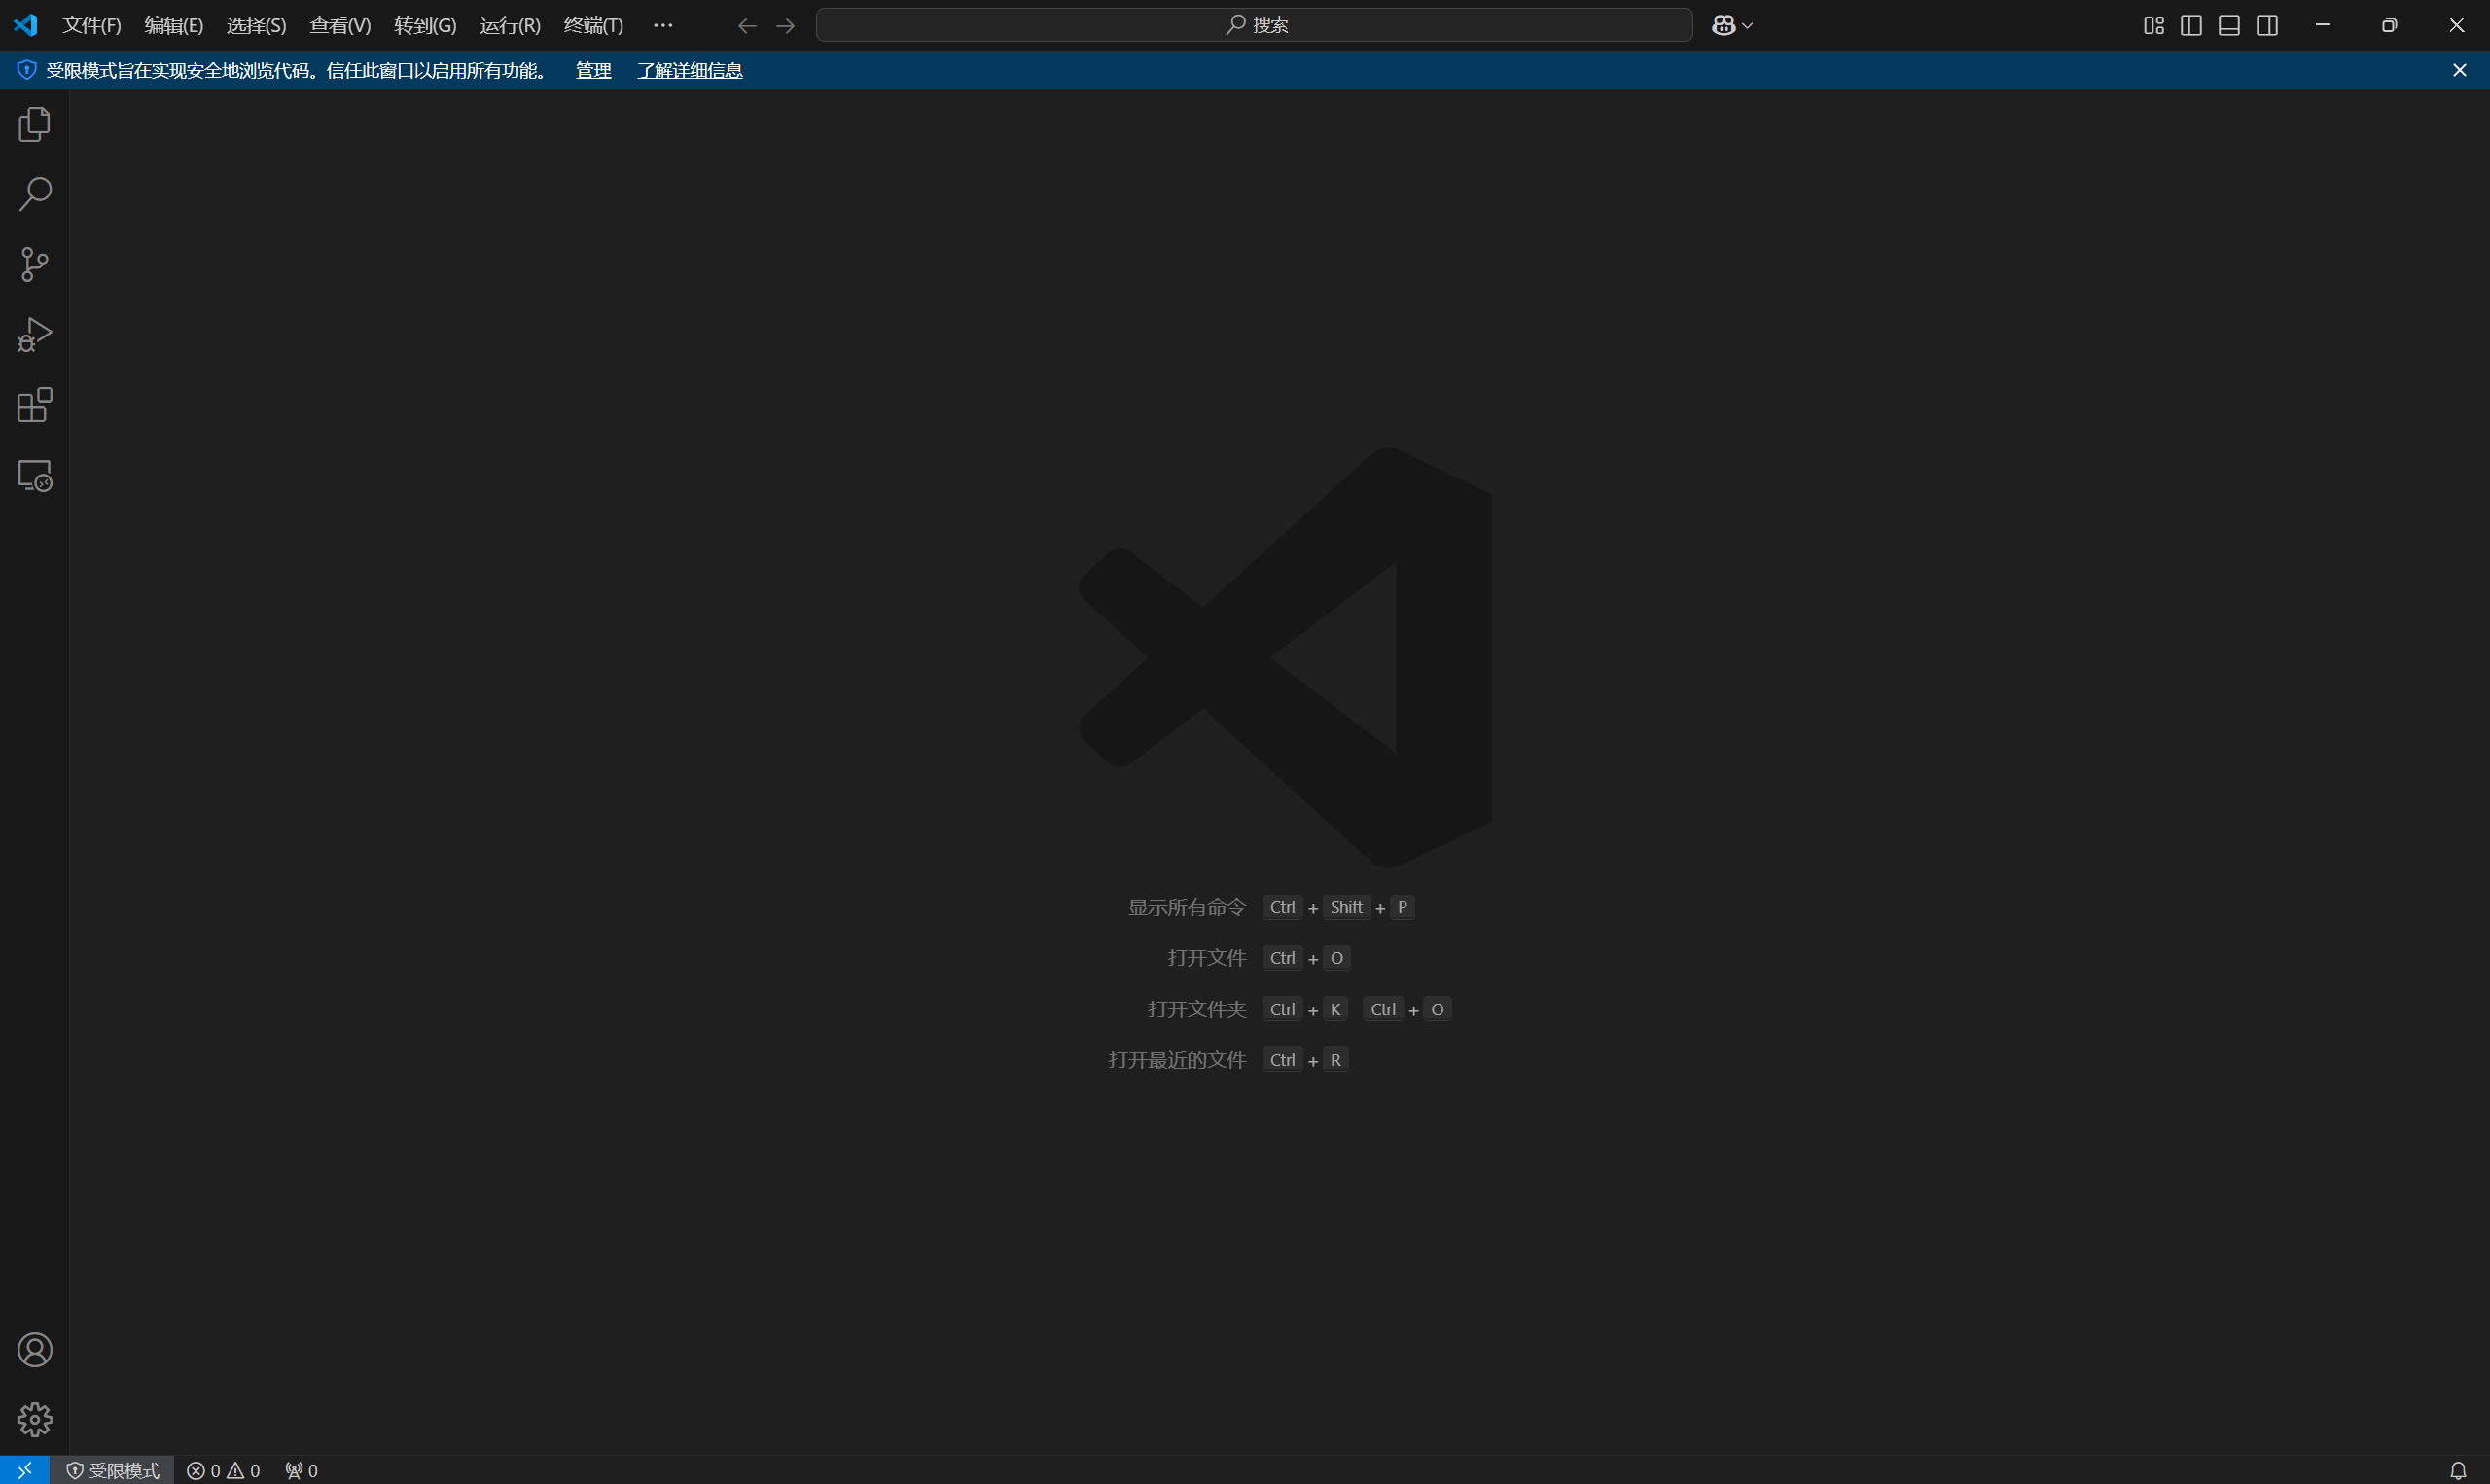 文件(F) 编辑(E) 选择(S) 查看(V) 转到(G) 运行(R) 终端(T) ··· 搜索
受限模式旨在实现安全地浏览代码。信任此窗口以启用所有功能。 管理 了解详细信息
显示所有命令 Ctrl + Shift + P
打开文件 Ctrl + O
打开文件夹 Ctrl + K Ctrl + O
打开最近的文件 Ctrl + R
受限模式 0 0 0